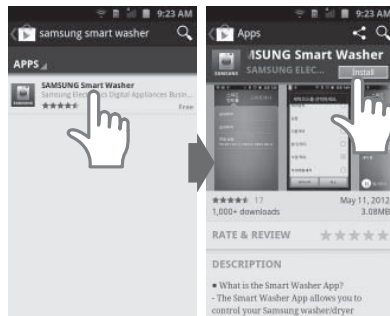 9:23 AM
samsung smart washer
APPS
SAMSUNG Smart Washer
Samsung Electronics Digital Appliances Busin...
Free
9:23 AM
Apps
SUNG Smart Washer
SAMSUNG ELEC...
Install
17
1,000+ downloads
May 11, 2012
3.08MB
RATE & REVIEW
DESCRIPTION
▪ What is the Smart Washer App?
- The Smart Washer App allows you to
control your Samsung washer/dryer